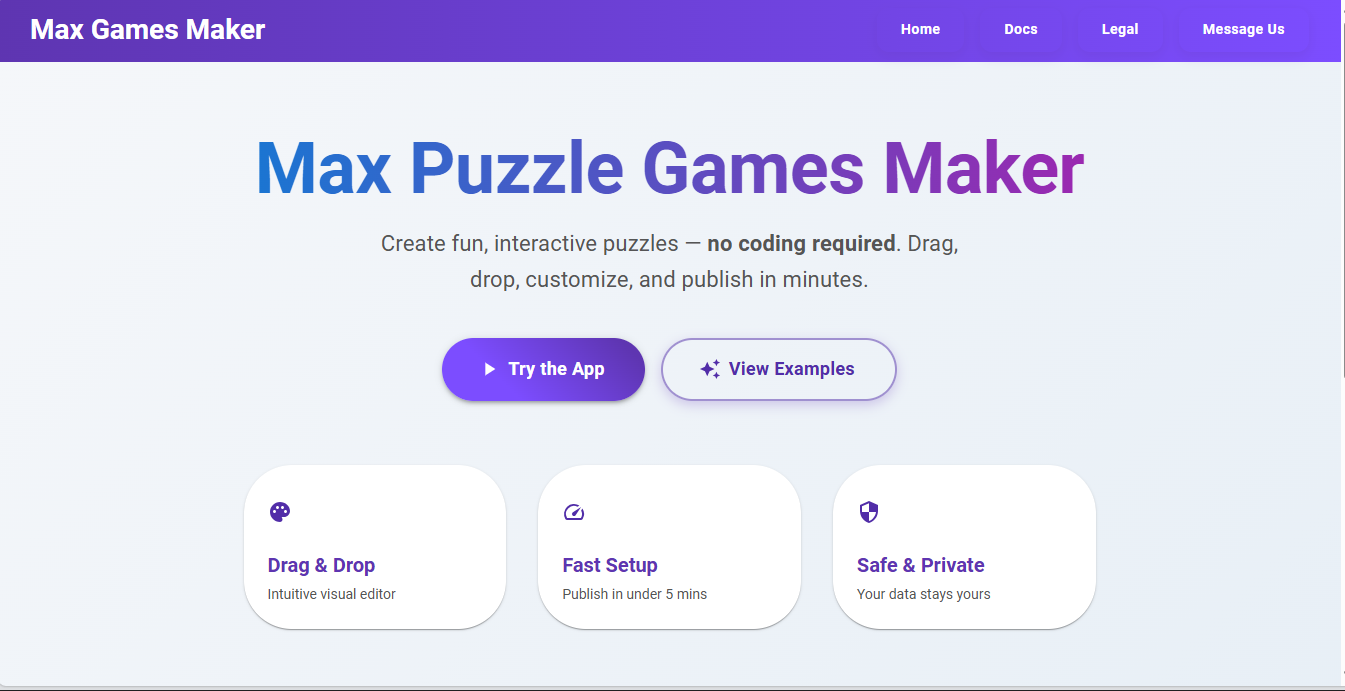 Max Games Maker
Home
Docs
Legal
Message Us
Max Puzzle Games Maker
Create fun, interactive puzzles — no coding required. Drag,
drop, customize, and publish in minutes.
Try the App
View Examples
Drag & Drop
Intuitive visual editor
Fast Setup
Publish in under 5 mins
Safe & Private
Your data stays yours